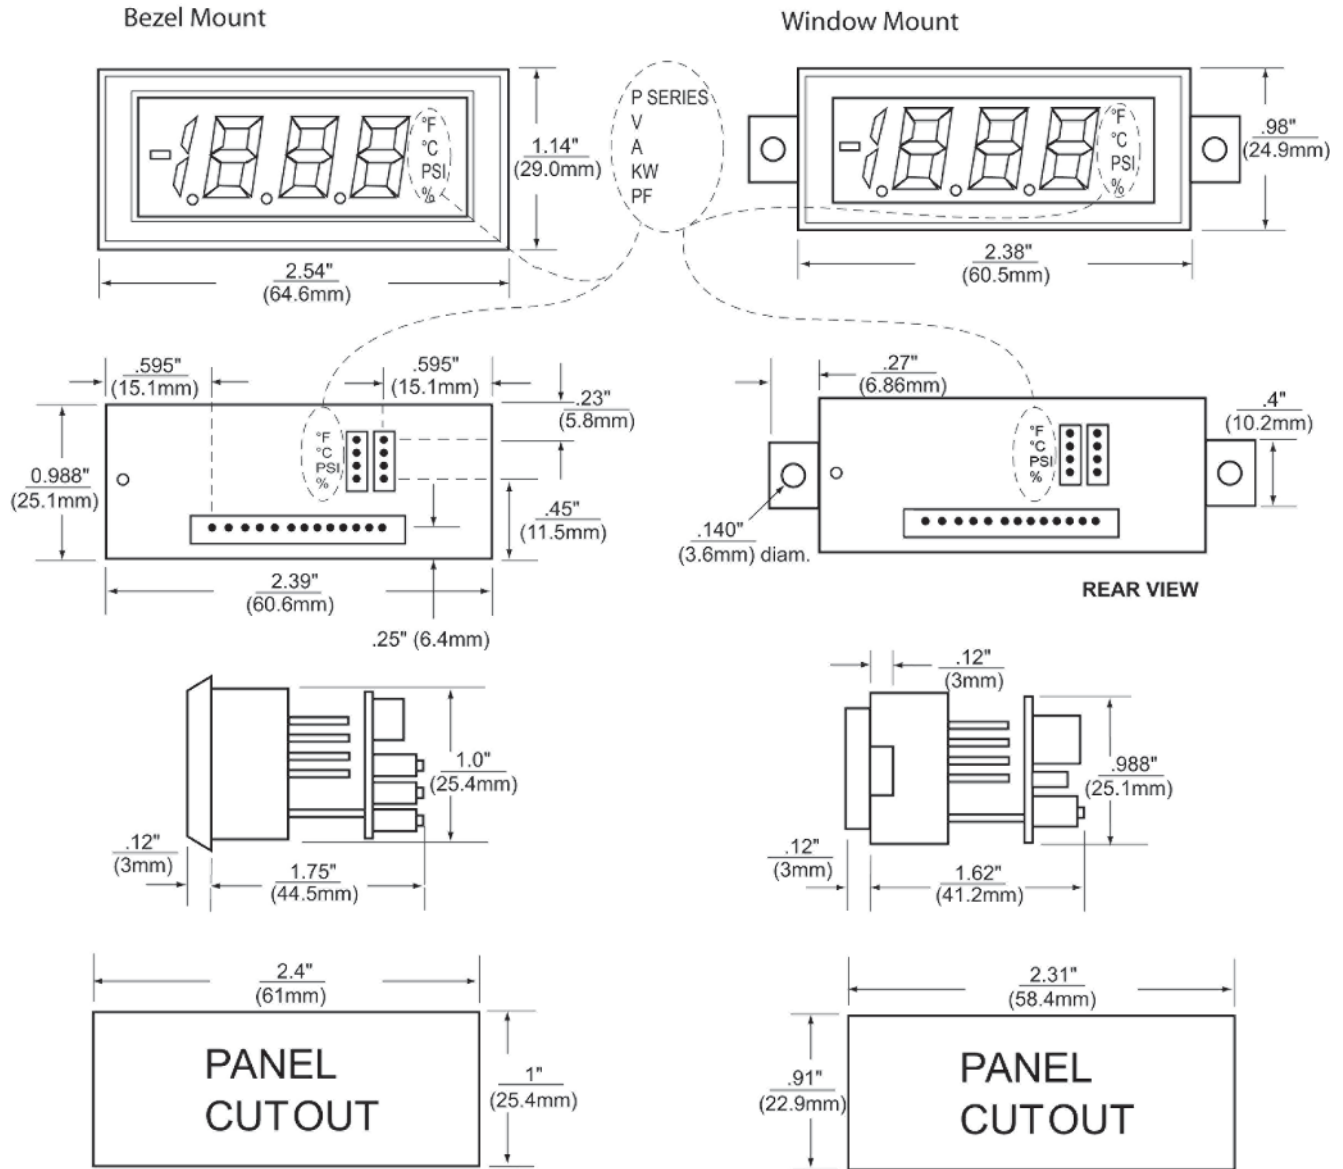 Bezel Mount
Window Mount
°F
°C
PSI
%
1.14"
(29.0mm)
2.54"
(64.6mm)
P SERIES
V
A
KW
PF
°F
°C
PSI
%
.98"
(24.9mm)
2.38"
(60.5mm)
.595"
(15.1mm)
.595"
(15.1mm)
.23"
(5.8mm)
°F
°C
PSI
%
0.988"
(25.1mm)
.45"
(11.5mm)
2.39"
(60.6mm)
.25" (6.4mm)
.27"
(6.86mm)
.4"
(10.2mm)
°F
°C
PSI
%
.140"
(3.6mm) diam.
REAR VIEW
1.0"
(25.4mm)
.12"
(3mm)
1.75"
(44.5mm)
.12"
(3mm)
.988"
(25.1mm)
.12"
(3mm)
1.62"
(41.2mm)
2.4"
(61mm)
PANEL
CUTOUT
1"
(25.4mm)
2.31"
(58.4mm)
.91"
(22.9mm)
PANEL
CUTOUT